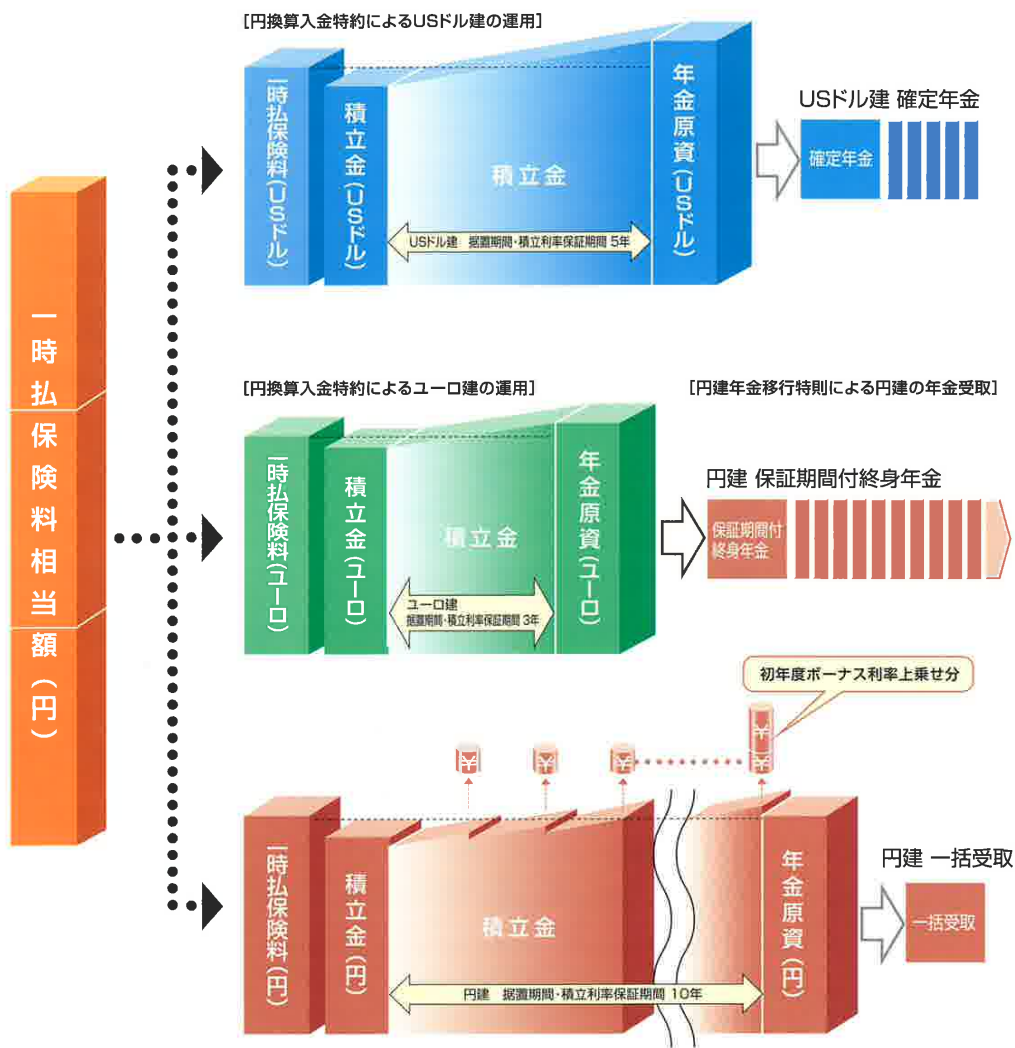 一時払保険料相当額(円)
[円換算入金特約によるUSドル建の運用]
一時払保険料(USドル)
積立金(USドル)
積立金
年金原資(USドル)
USドル建 据置期間・積立利率保証期間 5年
USドル建 確定年金
確定年金
[円換算入金特約によるユーロ建の運用]
[円建年金移行特則による円建の年金受取]
一時払保険料(ユーロ)
積立金(ユーロ)
積立金
年金原資(ユーロ)
ユーロ建
据置期間・積立利率保証期間 3年
円建 保証期間付終身年金
保証期間付
終身年金
初年度ボーナス利率上乗せ分
¥
¥
¥
¥
¥
一時払保険料(円)
積立金(円)
積立金
年金原資(円)
円建 据置期間・積立利率保証期間 10年
円建 一括受取
一括受取